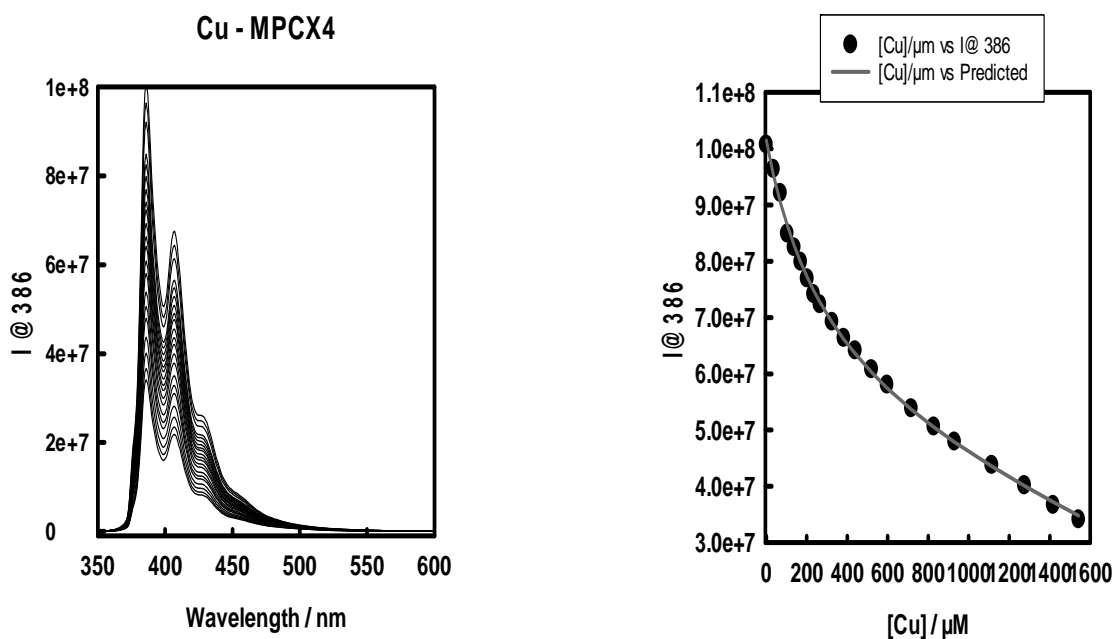 Cu - MPCX4
I @ 386
1e+8
8e+7
6e+7
4e+7
2e+7
0
350 400 450 500 550 600
Wavelength / nm
[Cu]/µm vs I@ 386
[Cu]/µm vs Predicted
I@ 386
1.1e+8
1.0e+8
9.0e+7
8.0e+7
7.0e+7
6.0e+7
5.0e+7
4.0e+7
3.0e+7
0 200 400 600 800 1000 1200 1400 1600
[Cu] / µM